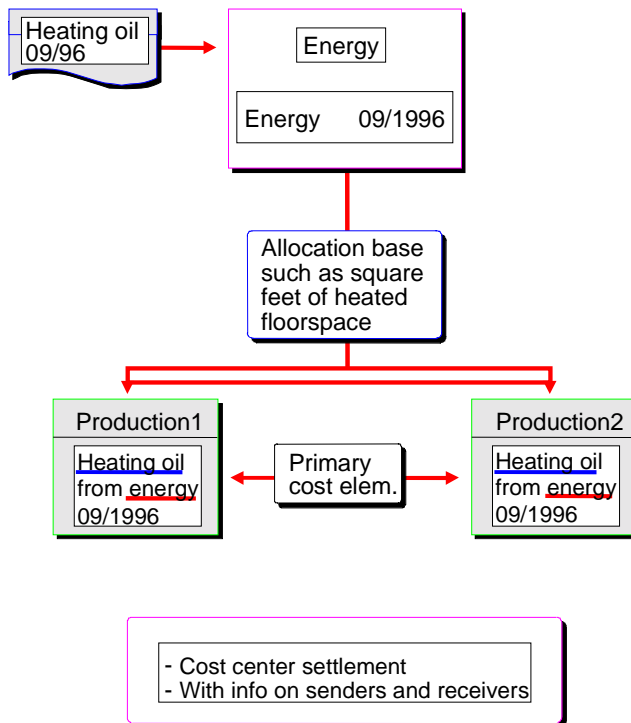 Heating oil
09/96
Energy
Energy 09/1996
Allocation base
such as square
feet of heated
floorspace
Production1
Heating oil
from energy
09/1996
Primary
cost elem.
Production2
Heating oil
from energy
09/1996
- Cost center settlement
- With info on senders and receivers